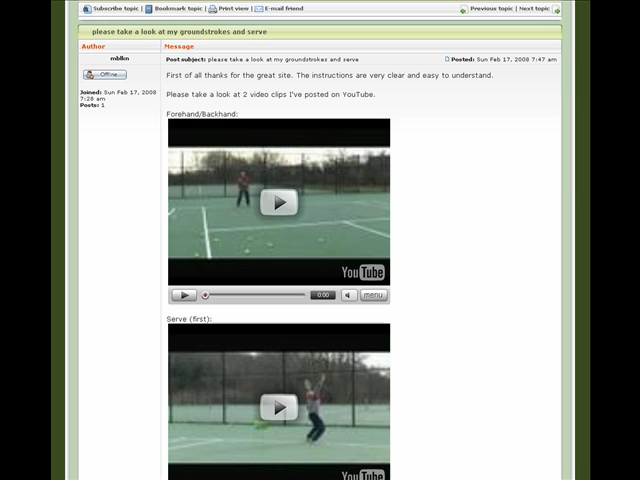 Subscribe topic | Bookmark topic | Print view | E-mail friend Previous topic | Next topic
please take a look at my groundstrokes and serve
Author Message
mblkn Post subject: please take a look at my groundstrokes and serve Posted: Sun Feb 17, 2008 7:47 am
Offline
Joined: Sun Feb 17, 2008 7:28 am
Posts: 1
First of all thanks for the great site. The instructions are very clear and easy to understand.
Please take a look at 2 video clips I've posted on YouTube.
Forehand/Backhand:
YouTube
0:00 menu
Serve (first):
YouTube